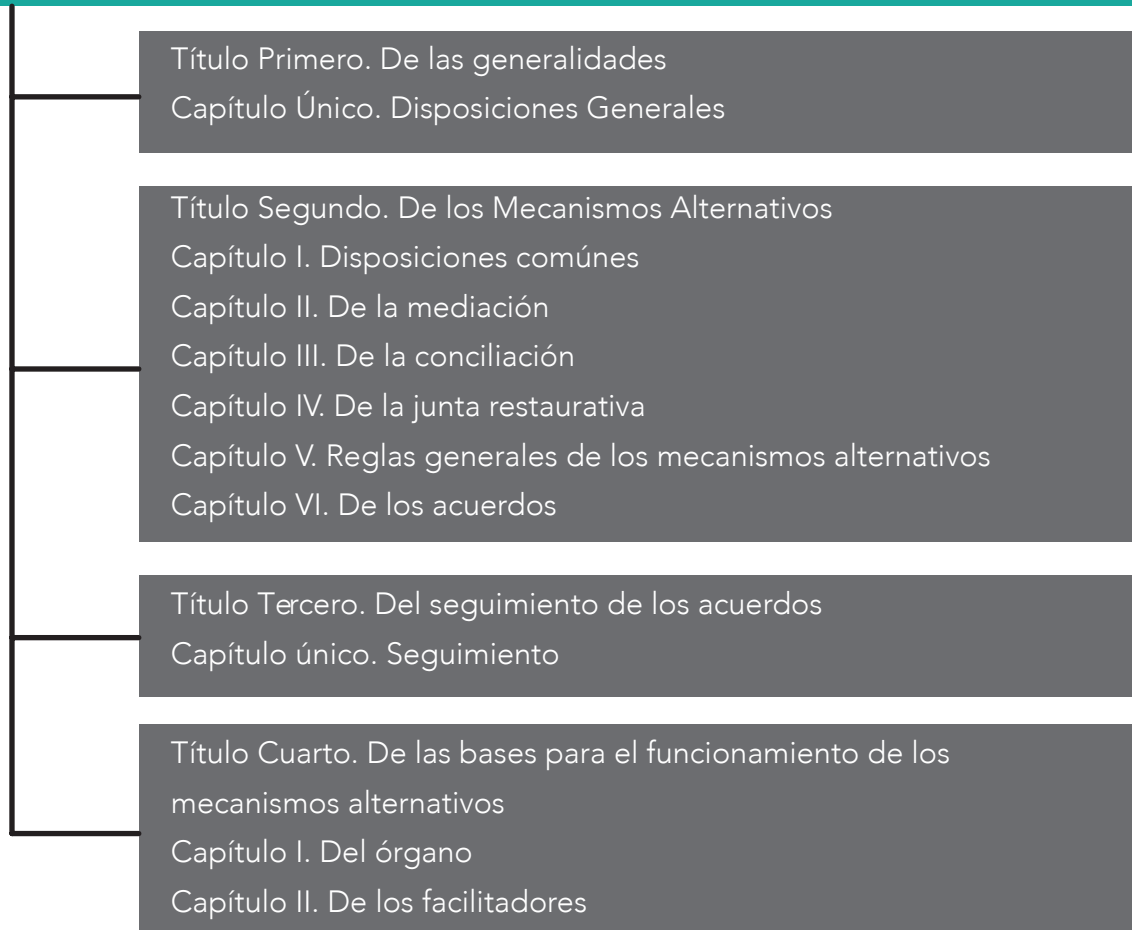 Título Primero. De las generalidades
Capítulo Único. Disposiciones Generales
Título Segundo. De los Mecanismos Alternativos
Capítulo I. Disposiciones comúnes
Capítulo II. De la mediación
Capítulo III. De la conciliación
Capítulo IV. De la junta restaurativa
Capítulo V. Reglas generales de los mecanismos alternativos
Capítulo VI. De los acuerdos
Título Tercero. Del seguimiento de los acuerdos
Capítulo único. Seguimiento
Título Cuarto. De las bases para el funcionamiento de los
mecanismos alternativos
Capítulo I. Del órgano
Capítulo II. De los facilitadores